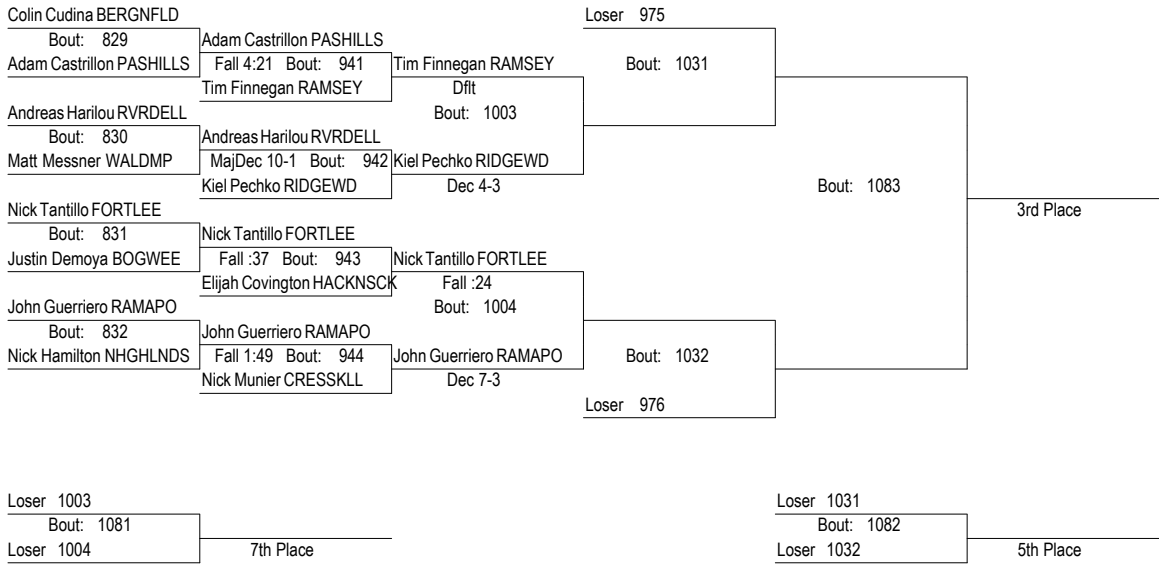 Colin Cudina BERGNFLD
Bout: 829
Adam Castrillon PASHILLS
Andreas Harilou RVRDELL
Bout: 830
Matt Messner WALDMP
Nick Tantillo FORTLEE
Bout: 831
Justin Demoya BOGWEE
John Guerriero RAMAPO
Bout: 832
Nick Hamilton NHGHLNDS
Adam Castrillon PASHILLS
Fall 4:21 Bout: 941
Tim Finnegan RAMSEY
Andreas Harilou RVRDELL
MajDec 10-1 Bout: 942
Kiel Pechko RIDGEWD
Nick Tantillo FORTLEE
Fall :37 Bout: 943
Elijah Covington HACKNSCK
John Guerriero RAMAPO
Fall 1:49 Bout: 944
Nick Munier CRESSKLL
Tim Finnegan RAMSEY
Dflt
Bout: 1003
Kiel Pechko RIDGEWD
Dec 4-3
Nick Tantillo FORTLEE
Fall :24
Bout: 1004
John Guerriero RAMAPO
Dec 7-3
Loser 975
Bout: 1031
Bout: 1032
Loser 976
Bout: 1083
3rd Place
Loser 1003
Bout: 1081
Loser 1004
7th Place
Loser 1031
Bout: 1082
Loser 1032
5th Place